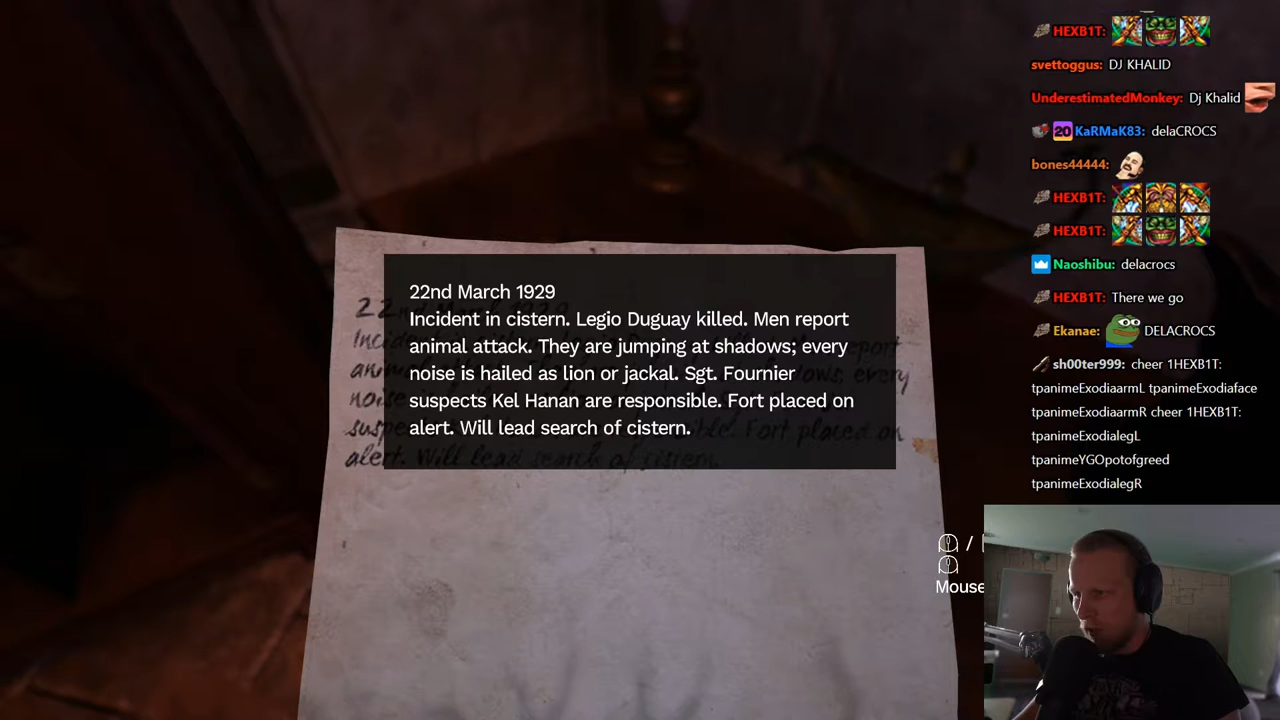 22nd March 1929
Incident in cistern. Legio Duguay killed. Men report
animal attack. They are jumping at shadows; every
noise is hailed as lion or jackal. Sgt. Fournier
suspects Kel Hanan are responsible. Fort placed on
alert. Will lead search of cistern.
HEXB1T:
svettoggus: DJ KHALID
UnderestimatedMonkey: Dj Khalid
20 KaRMaK83: delaCROCS
bones44444:
HEXB1T:
HEXB1T:
Naoshibu: delacrocs
HEXB1T: There we go
Ekanae: DELACROCS
sh00ter999: cheer 1HEXB1T:
tpanimeExodiaarmL tpanimeExodiaface
tpanimeExodiaarmR cheer 1HEXB1T:
tpanimeExodialegL
tpanimeYGOpotofgreed
tpanimeExodialegR
/
Mouse